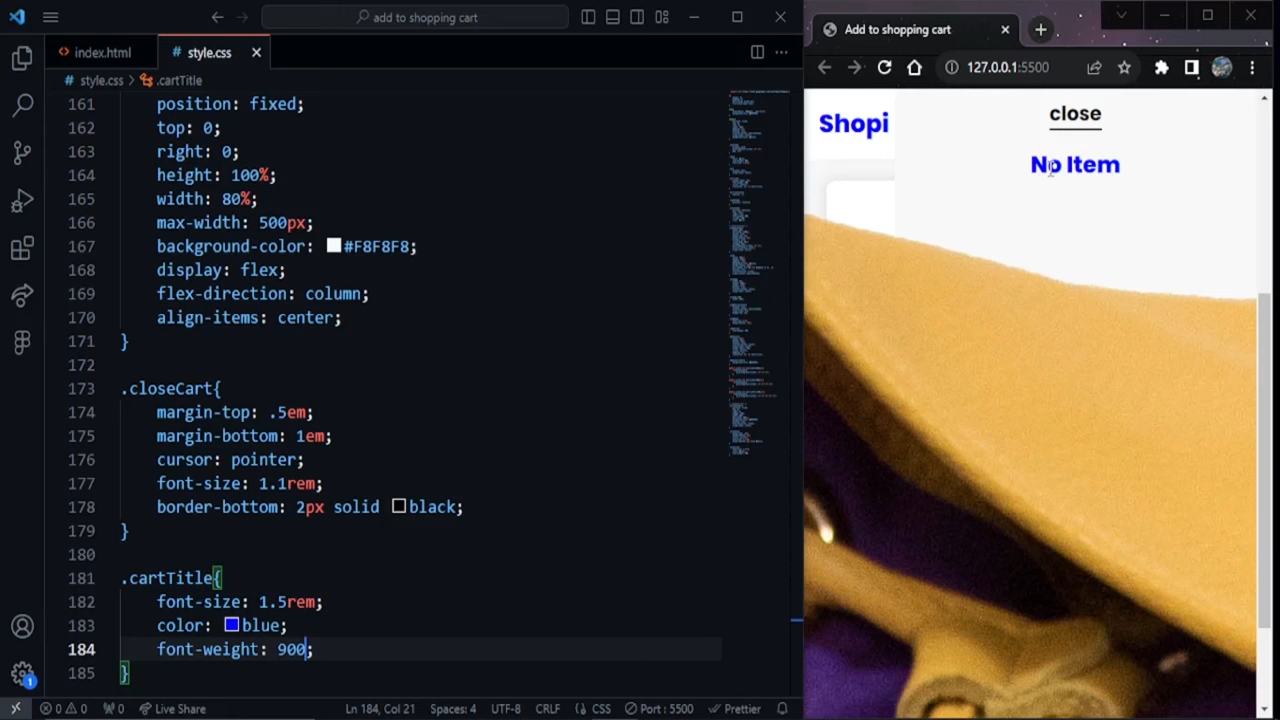 add to shopping cart
index.html
style.css
style.css > .cartTitle
161 position: fixed;
162 top: 0;
163 right: 0;
164 height: 100%;
165 width: 80%;
166 max-width: 500px;
167 background-color: #F8F8F8;
168 display: flex;
169 flex-direction: column;
170 align-items: center;
171 }
172
173 .closeCart{
174 margin-top: .5em;
175 margin-bottom: 1em;
176 cursor: pointer;
177 font-size: 1.1rem;
178 border-bottom: 2px solid black;
179 }
180
181 .cartTitle{
182 font-size: 1.5rem;
183 color: blue;
184 font-weight: 900;
185 }
1
0 0 0 Live Share Ln 184, Col 21 Spaces: 4 UTF-8 CRLF CSS Port : 5500 Prettier
Add to shopping cart
127.0.0.1:5500
Shopi
close
No Item